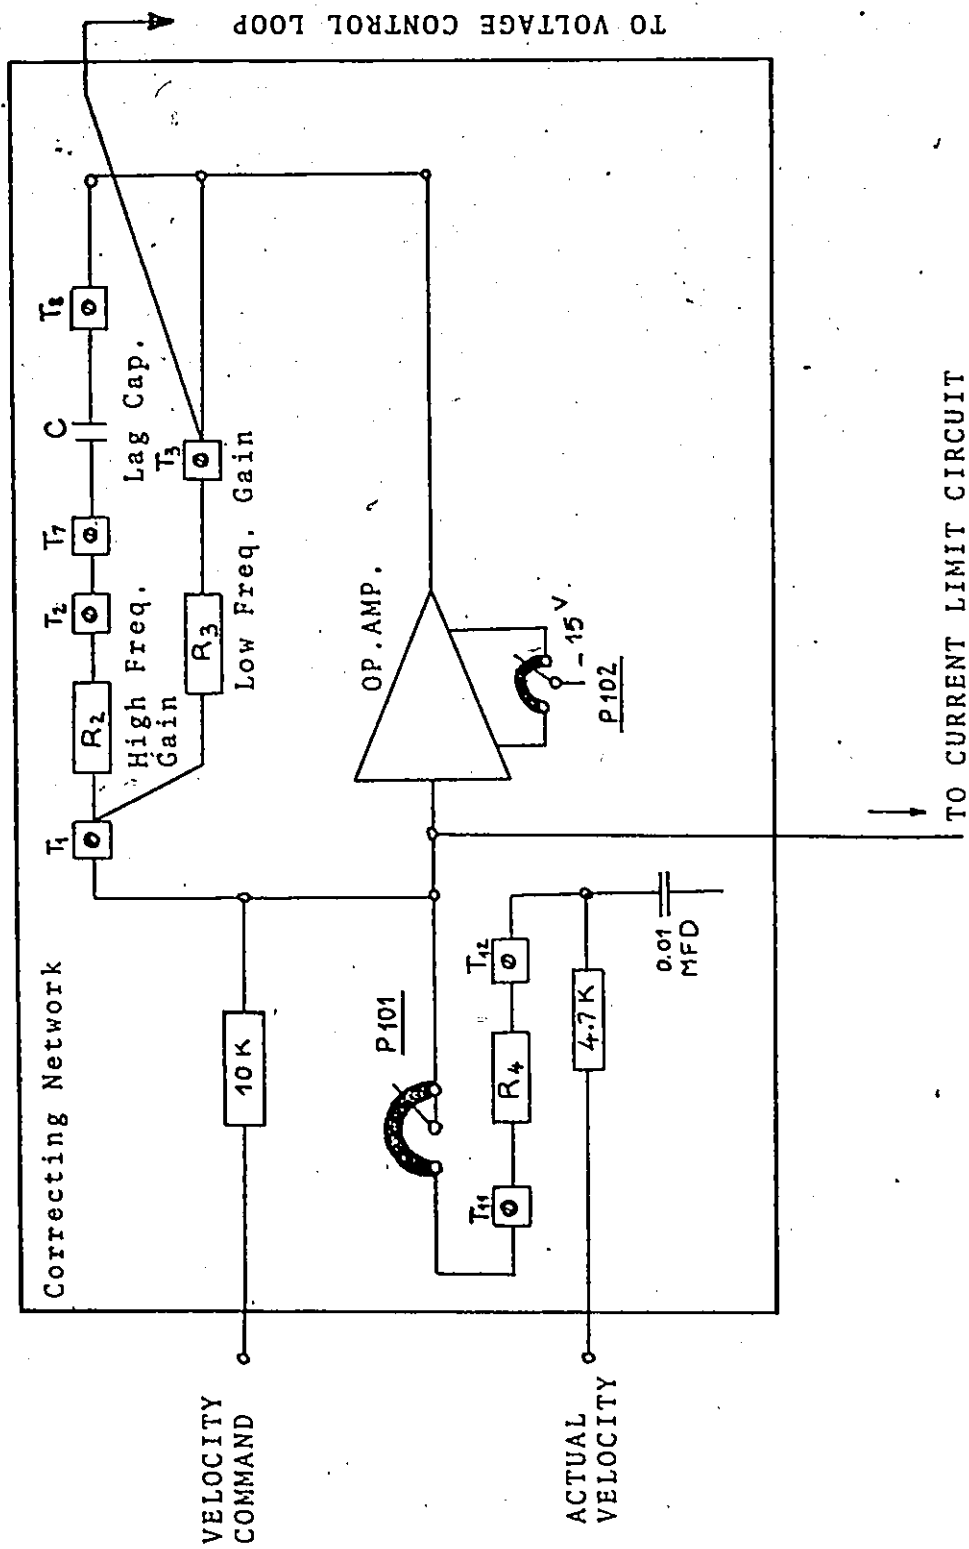 Correcting Network
VELOCITY
COMMAND
10K
T1
R2
High Freq.
Gain
T2
T7
C
Lag Cap.
T8
R3
T3
Low Freq. Gain
TO VOLTAGE CONTROL LOOP
P101
OP.AMP.
-15V
P102
T11
R4
T12
ACTUAL
VELOCITY
4.7K
0.01
MFD
TO CURRENT LIMIT CIRCUIT